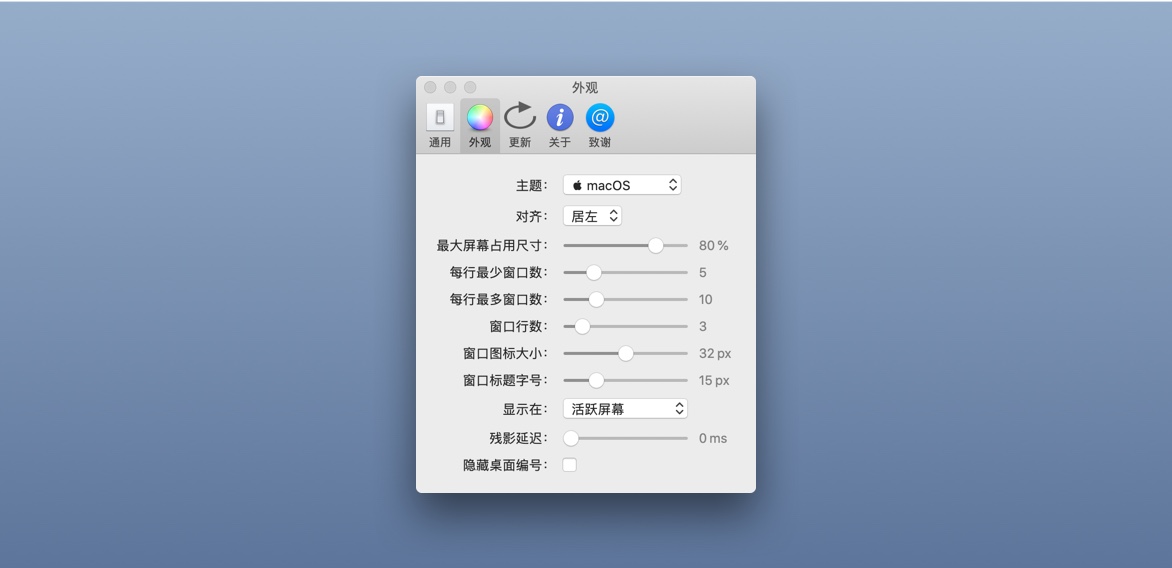 外观
通用 外观 更新 关于 致谢
主题： macOS
对齐： 居左
最大屏幕占用尺寸： 80 %
每行最少窗口数： 5
每行最多窗口数： 10
窗口行数： 3
窗口图标大小： 32 px
窗口标题字号： 15 px
显示在： 活跃屏幕
残影延迟： 0 ms
隐藏桌面编号：